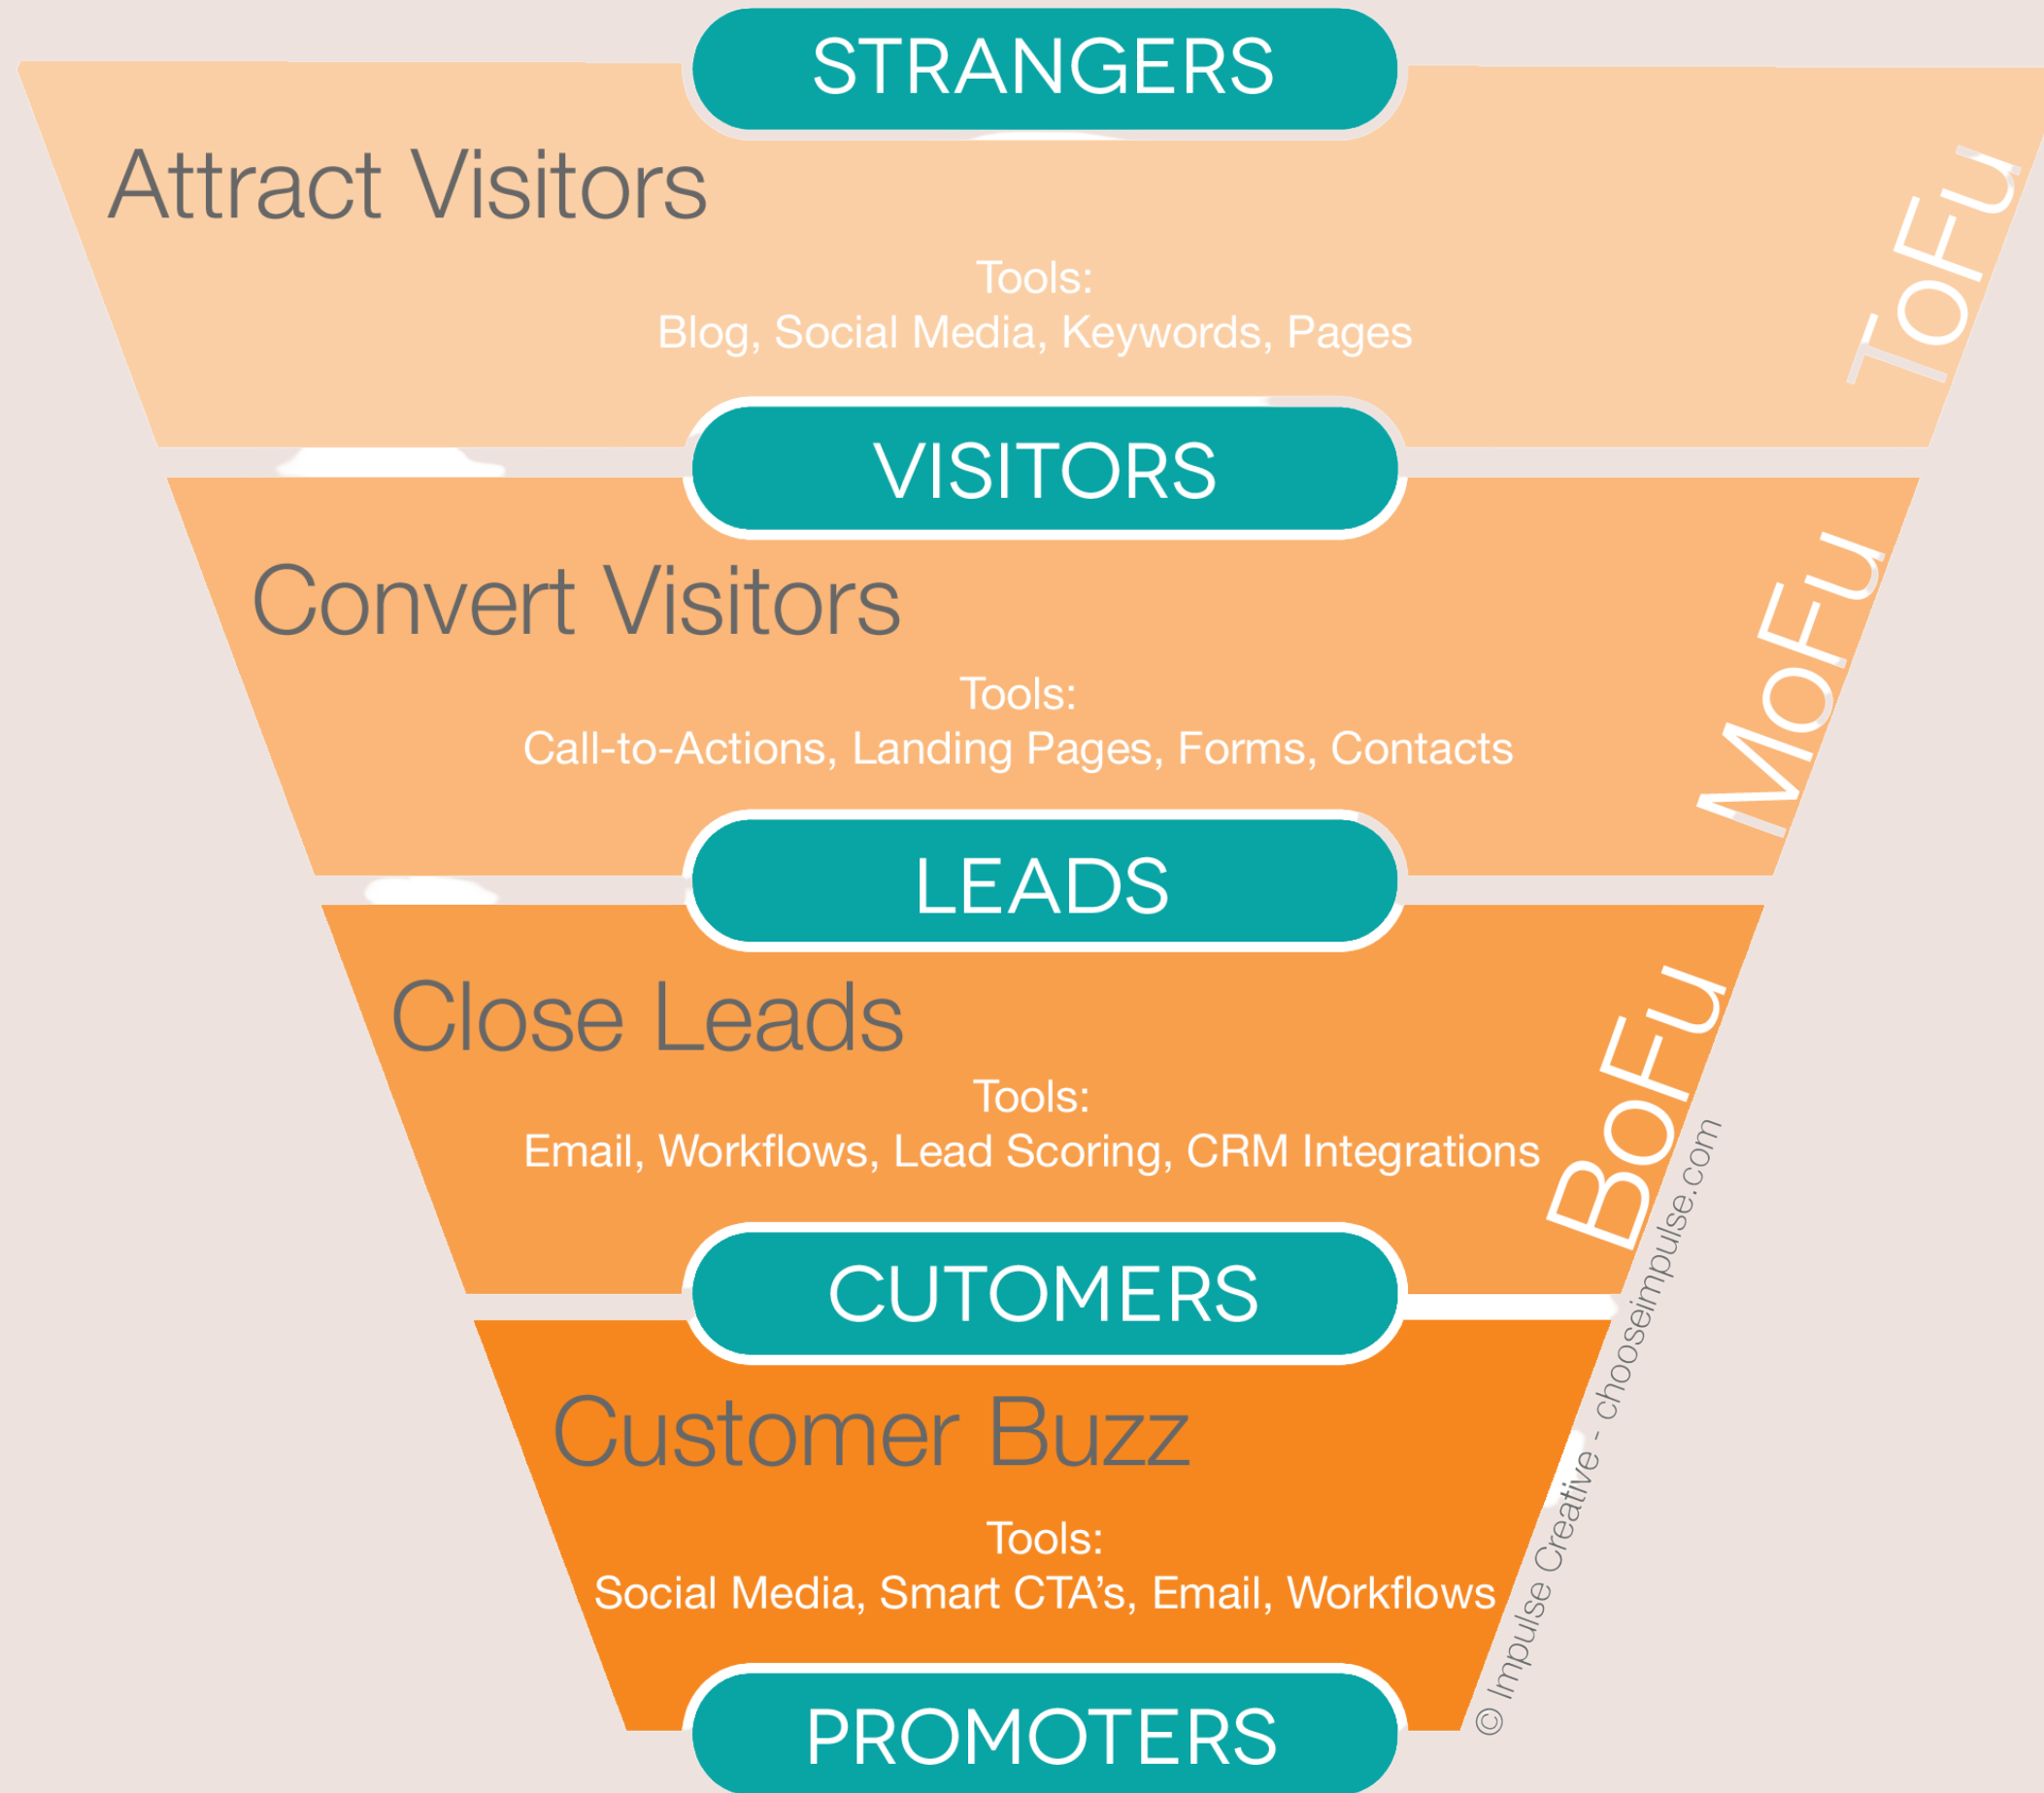 STRANGERS
Attract Visitors
Tools:
Blog, Social Media, Keywords, Pages
ToFu
VISITORS
Convert Visitors
Tools:
Call-to-Actions, Landing Pages, Forms, Contacts
MoFu
LEADS
Close Leads
Tools:
Email, Workflows, Lead Scoring, CRM Integrations
BoFu
CUTOMERS
Customer Buzz
Tools:
Social Media, Smart CTA's, Email, Workflows
PROMOTERS
© Impulse Creative - chooseimpulse.com